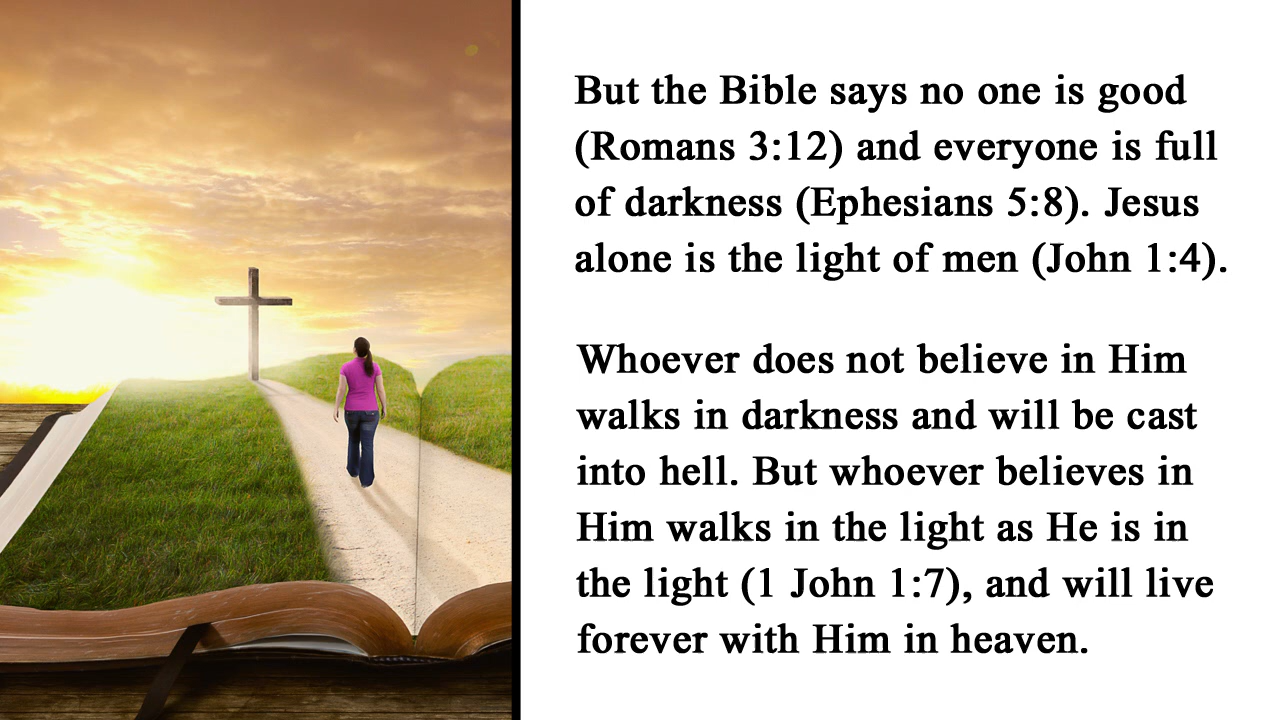 But the Bible says no one is good
(Romans 3:12) and everyone is full
of darkness (Ephesians 5:8). Jesus
alone is the light of men (John 1:4).
Whoever does not believe in Him
walks in darkness and will be cast
into hell. But whoever believes in
Him walks in the light as He is in
the light (1 John 1:7), and will live
forever with Him in heaven.